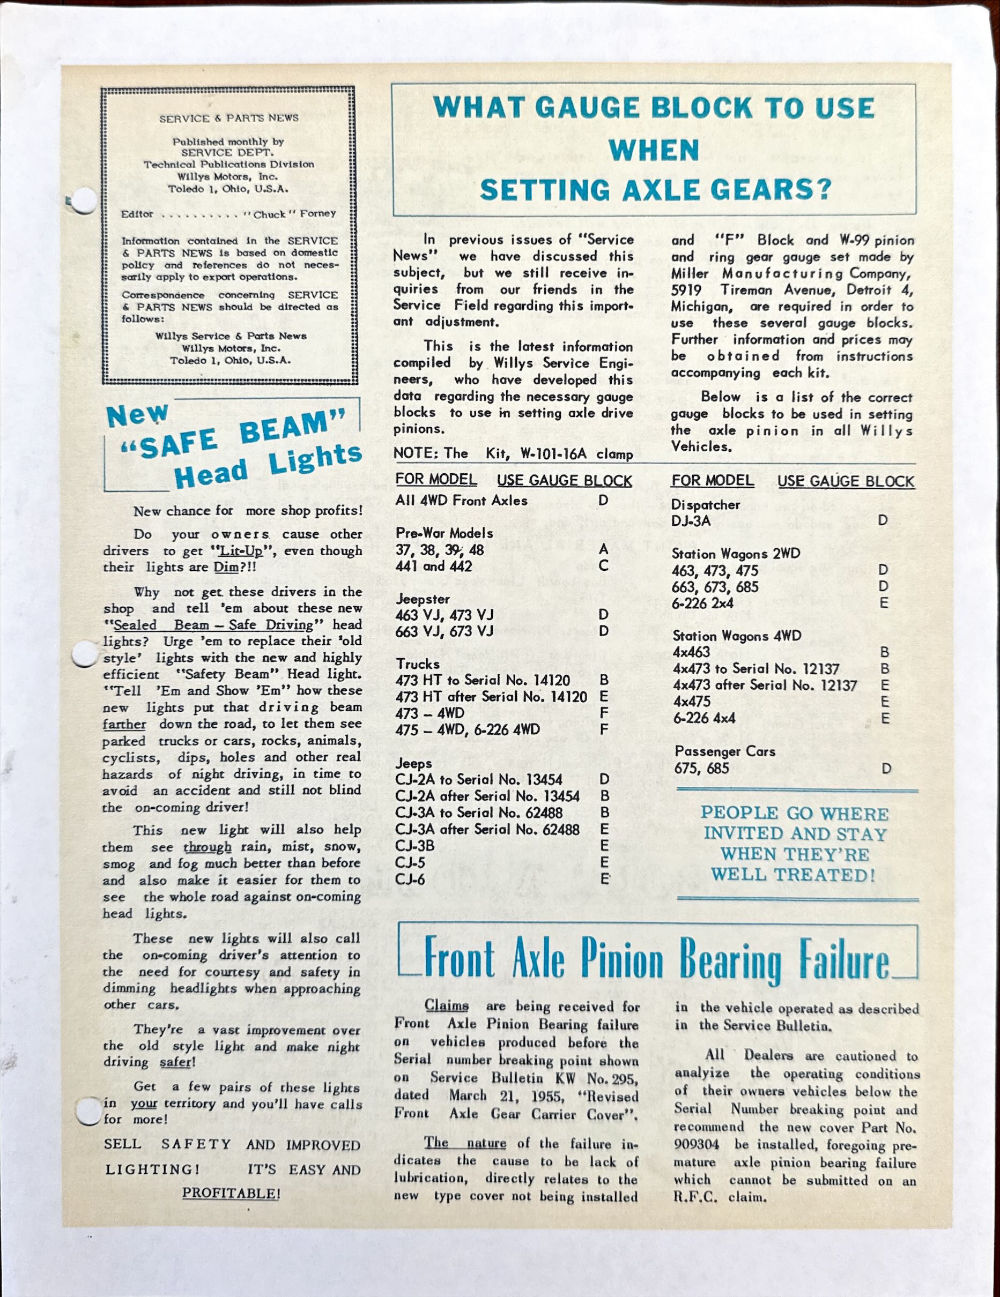 SERVICE & PARTS NEWS
Published monthly by
SERVICE DEPT.
Technical Publications Division
Willys Motors, Inc.
Toledo 1, Ohio, U.S.A.
Editor . . . . . . . . . . "Chuck" Forney
Information contained in the SERVICE
& PARTS NEWS is based on domestic
policy and references do not neces-
sarily apply to export operations.
Correspondence concerning SERVICE
& PARTS NEWS should be directed as
follows:
Willys Service & Parts News
Willys Motors, Inc.
Toledo 1, Ohio, U.S.A.
New
"SAFE BEAM"
Head Lights
New chance for more shop profits!
Do your owners cause other
drivers to get "Lit-Up", even though
their lights are Dim?!!
Why not get these drivers in the
shop and tell 'em about these new
"Sealed Beam – Safe Driving" head
lights? Urge 'em to replace their 'old
style' lights with the new and highly
efficient "Safety Beam" Head light.
"Tell 'Em and Show 'Em" how these
new lights put that driving beam
farther down the road, to let them see
parked trucks or cars, rocks, animals,
cyclists, dips, holes and other real
hazards of night driving, in time to
avoid an accident and still not blind
the on-coming driver!
This new light will also help
them see through rain, mist, snow,
smog and fog much better than before
and also make it easier for them to
see the whole road against on-coming
head lights.
These new lights will also call
the on-coming driver's attention to
the need for courtesy and safety in
dimming headlights when approaching
other cars.
They're a vast improvement over
the old style light and make night
driving safer!
Get a few pairs of these lights
in your territory and you'll have calls
for more!
SELL SAFETY AND IMPROVED
LIGHTING! IT'S EASY AND
PROFITABLE!
WHAT GAUGE BLOCK TO USE
WHEN
SETTING AXLE GEARS?
In previous issues of "Service
News" we have discussed this
subject, but we still receive in-
quiries from our friends in the
Service Field regarding this import-
ant adjustment.
This is the latest information
compiled by Willys Service Engi-
neers, who have developed this
data regarding the necessary gauge
blocks to use in setting axle drive
pinions.
NOTE: The Kit, W-101-16A clamp
and "F" Block and W-99 pinion
and ring gear gauge set made by
Miller Manufacturing Company,
5919 Tireman Avenue, Detroit 4,
Michigan, are required in order to
use these several gauge blocks.
Further information and prices may
be obtained from instructions
accompanying each kit.
Below is a list of the correct
gauge blocks to be used in setting
the axle pinion in all Willys
Vehicles.
FOR MODEL USE GAUGE BLOCK
All 4WD Front Axles D
Pre-War Models
37, 38, 39, 48 A
441 and 442 C
Jeepster
463 VJ, 473 VJ D
663 VJ, 673 VJ D
Trucks
473 HT to Serial No. 14120 B
473 HT after Serial No. 14120 E
473 – 4WD F
475 – 4WD, 6-226 4WD F
Jeeps
CJ-2A to Serial No. 13454 D
CJ-2A after Serial No. 13454 B
CJ-3A to Serial No. 62488 B
CJ-3A after Serial No. 62488 E
CJ-3B E
CJ-5 E
CJ-6 E
FOR MODEL USE GAUGE BLOCK
Dispatcher
DJ-3A D
Station Wagons 2WD
463, 473, 475 D
663, 673, 685 D
6-226 2x4 E
Station Wagons 4WD
4x463 B
4x473 to Serial No. 12137 B
4x473 after Serial No. 12137 E
4x475 E
6-226 4x4 E
Passenger Cars
675, 685 D
PEOPLE GO WHERE
INVITED AND STAY
WHEN THEY'RE
WELL TREATED!
Front Axle Pinion Bearing Failure
Claims are being received for
Front Axle Pinion Bearing failure
on vehicles produced before the
Serial number breaking point shown
on Service Bulletin KW No. 295,
dated March 21, 1955, "Revised
Front Axle Gear Carrier Cover".
The nature of the failure in-
dicates the cause to be lack of
lubrication, directly relates to the
new type cover not being installed
in the vehicle operated as described
in the Service Bulletin.
All Dealers are cautioned to
analyize the operating conditions
of their owners vehicles below the
Serial Number breaking point and
recommend the new cover Part No.
909304 be installed, foregoing pre-
mature axle pinion bearing failure
which cannot be submitted on an
R.F.C. claim.